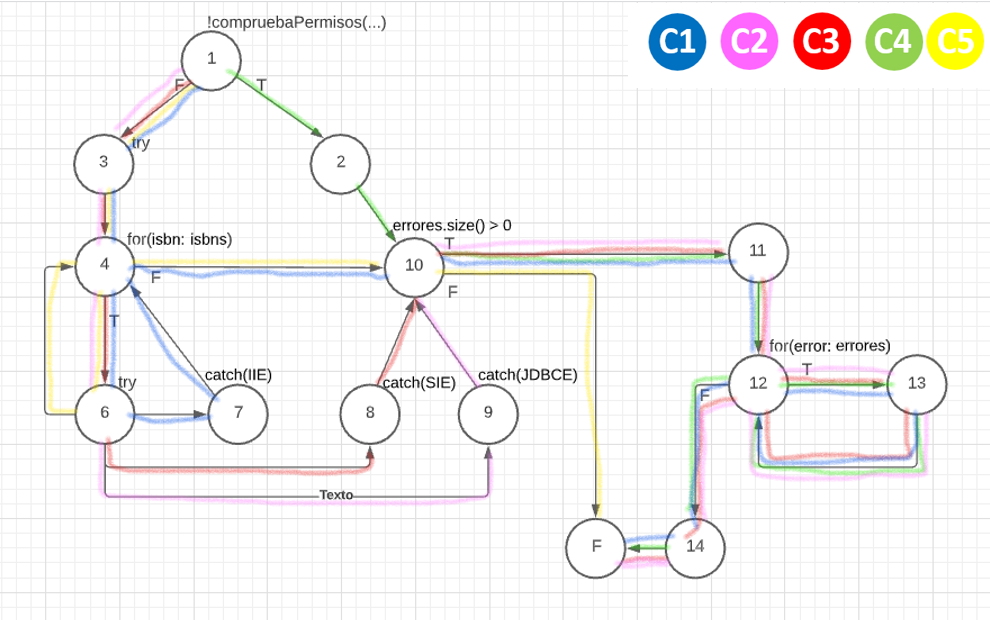 !compruebaPermisos(...)
C1 C2 C3 C4 C5
1
F
T
try
3
2
errores.size() > 0
for(isbn: isbns)
T
4
F
10
F
11
T
for(error: errores)
try
catch(IIE)
catch(SIE)
catch(JDBCE)
T
12
13
F
6
7
8
9
Texto
F
14